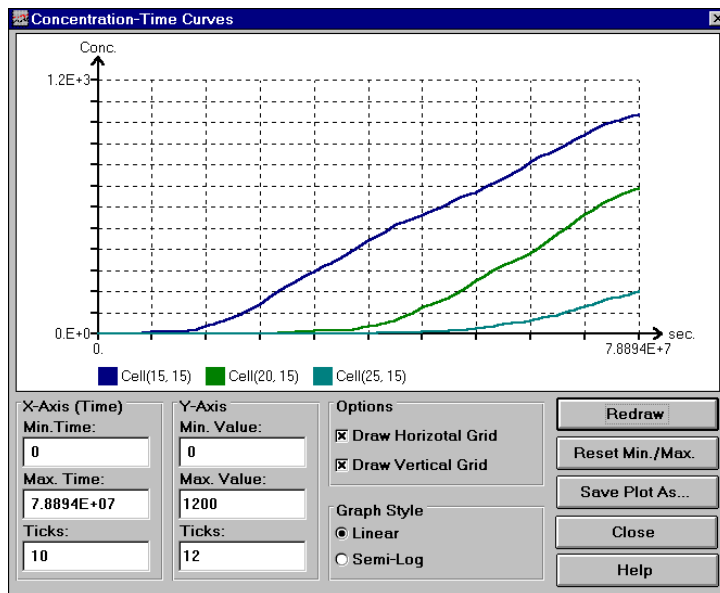 Concentration-Time Curves
Conc.
1.2E+3
0.E+0
sec.
0.
7.8894E+7
Cell(15, 15) Cell(20, 15) Cell(25, 15)
X-Axis (Time)
Min.Time:
0
Max. Time:
7.8894E+07
Ticks:
10
Y-Axis
Min. Value:
0
Max. Value:
1200
Ticks:
12
Options
Draw Horizotal Grid
Draw Vertical Grid
Graph Style
Linear
Semi-Log
Redraw
Reset Min./Max.
Save Plot As...
Close
Help